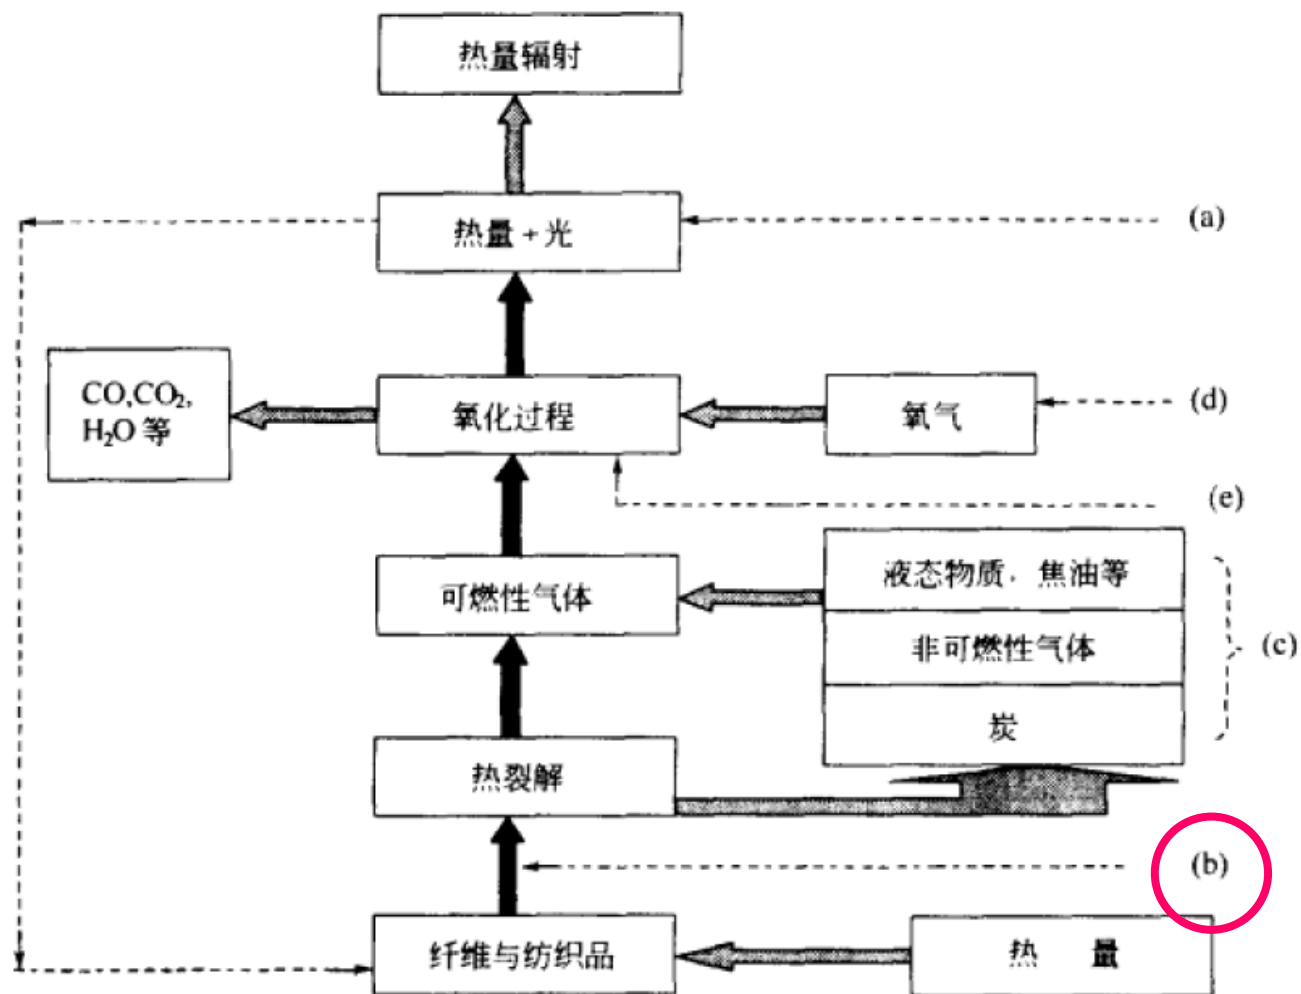 热量辐射
热量+光
(a)
CO,CO₂,
H₂O 等
氧化过程
氧气
(d)
(e)
可燃性气体
液态物质、焦油等
非可燃性气体
(c)
炭
热裂解
(b)
纤维与纺织品
热 量